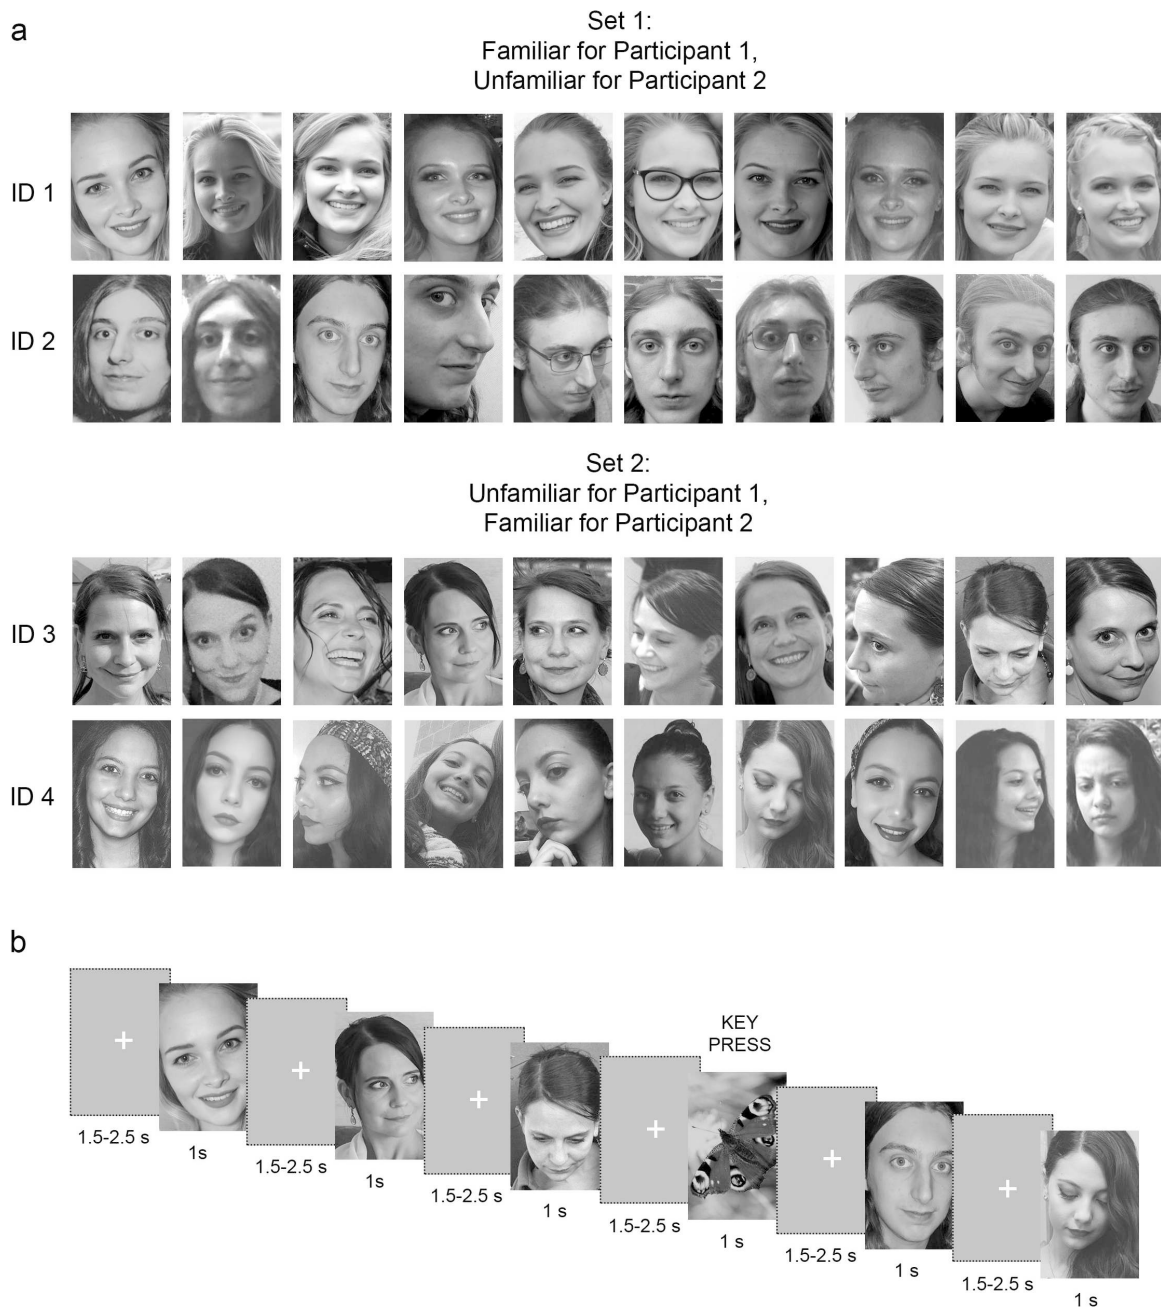 a
Set 1:
Familiar for Participant 1,
Unfamiliar for Participant 2
ID 1
ID 2
Set 2:
Unfamiliar for Participant 1,
Familiar for Participant 2
ID 3
ID 4
b
KEY
PRESS
1.5-2.5 s
1s
1.5-2.5 s
1s
1.5-2.5 s
1 s
1.5-2.5 s
1 s
1.5-2.5 s
1 s
1.5-2.5 s
1 s